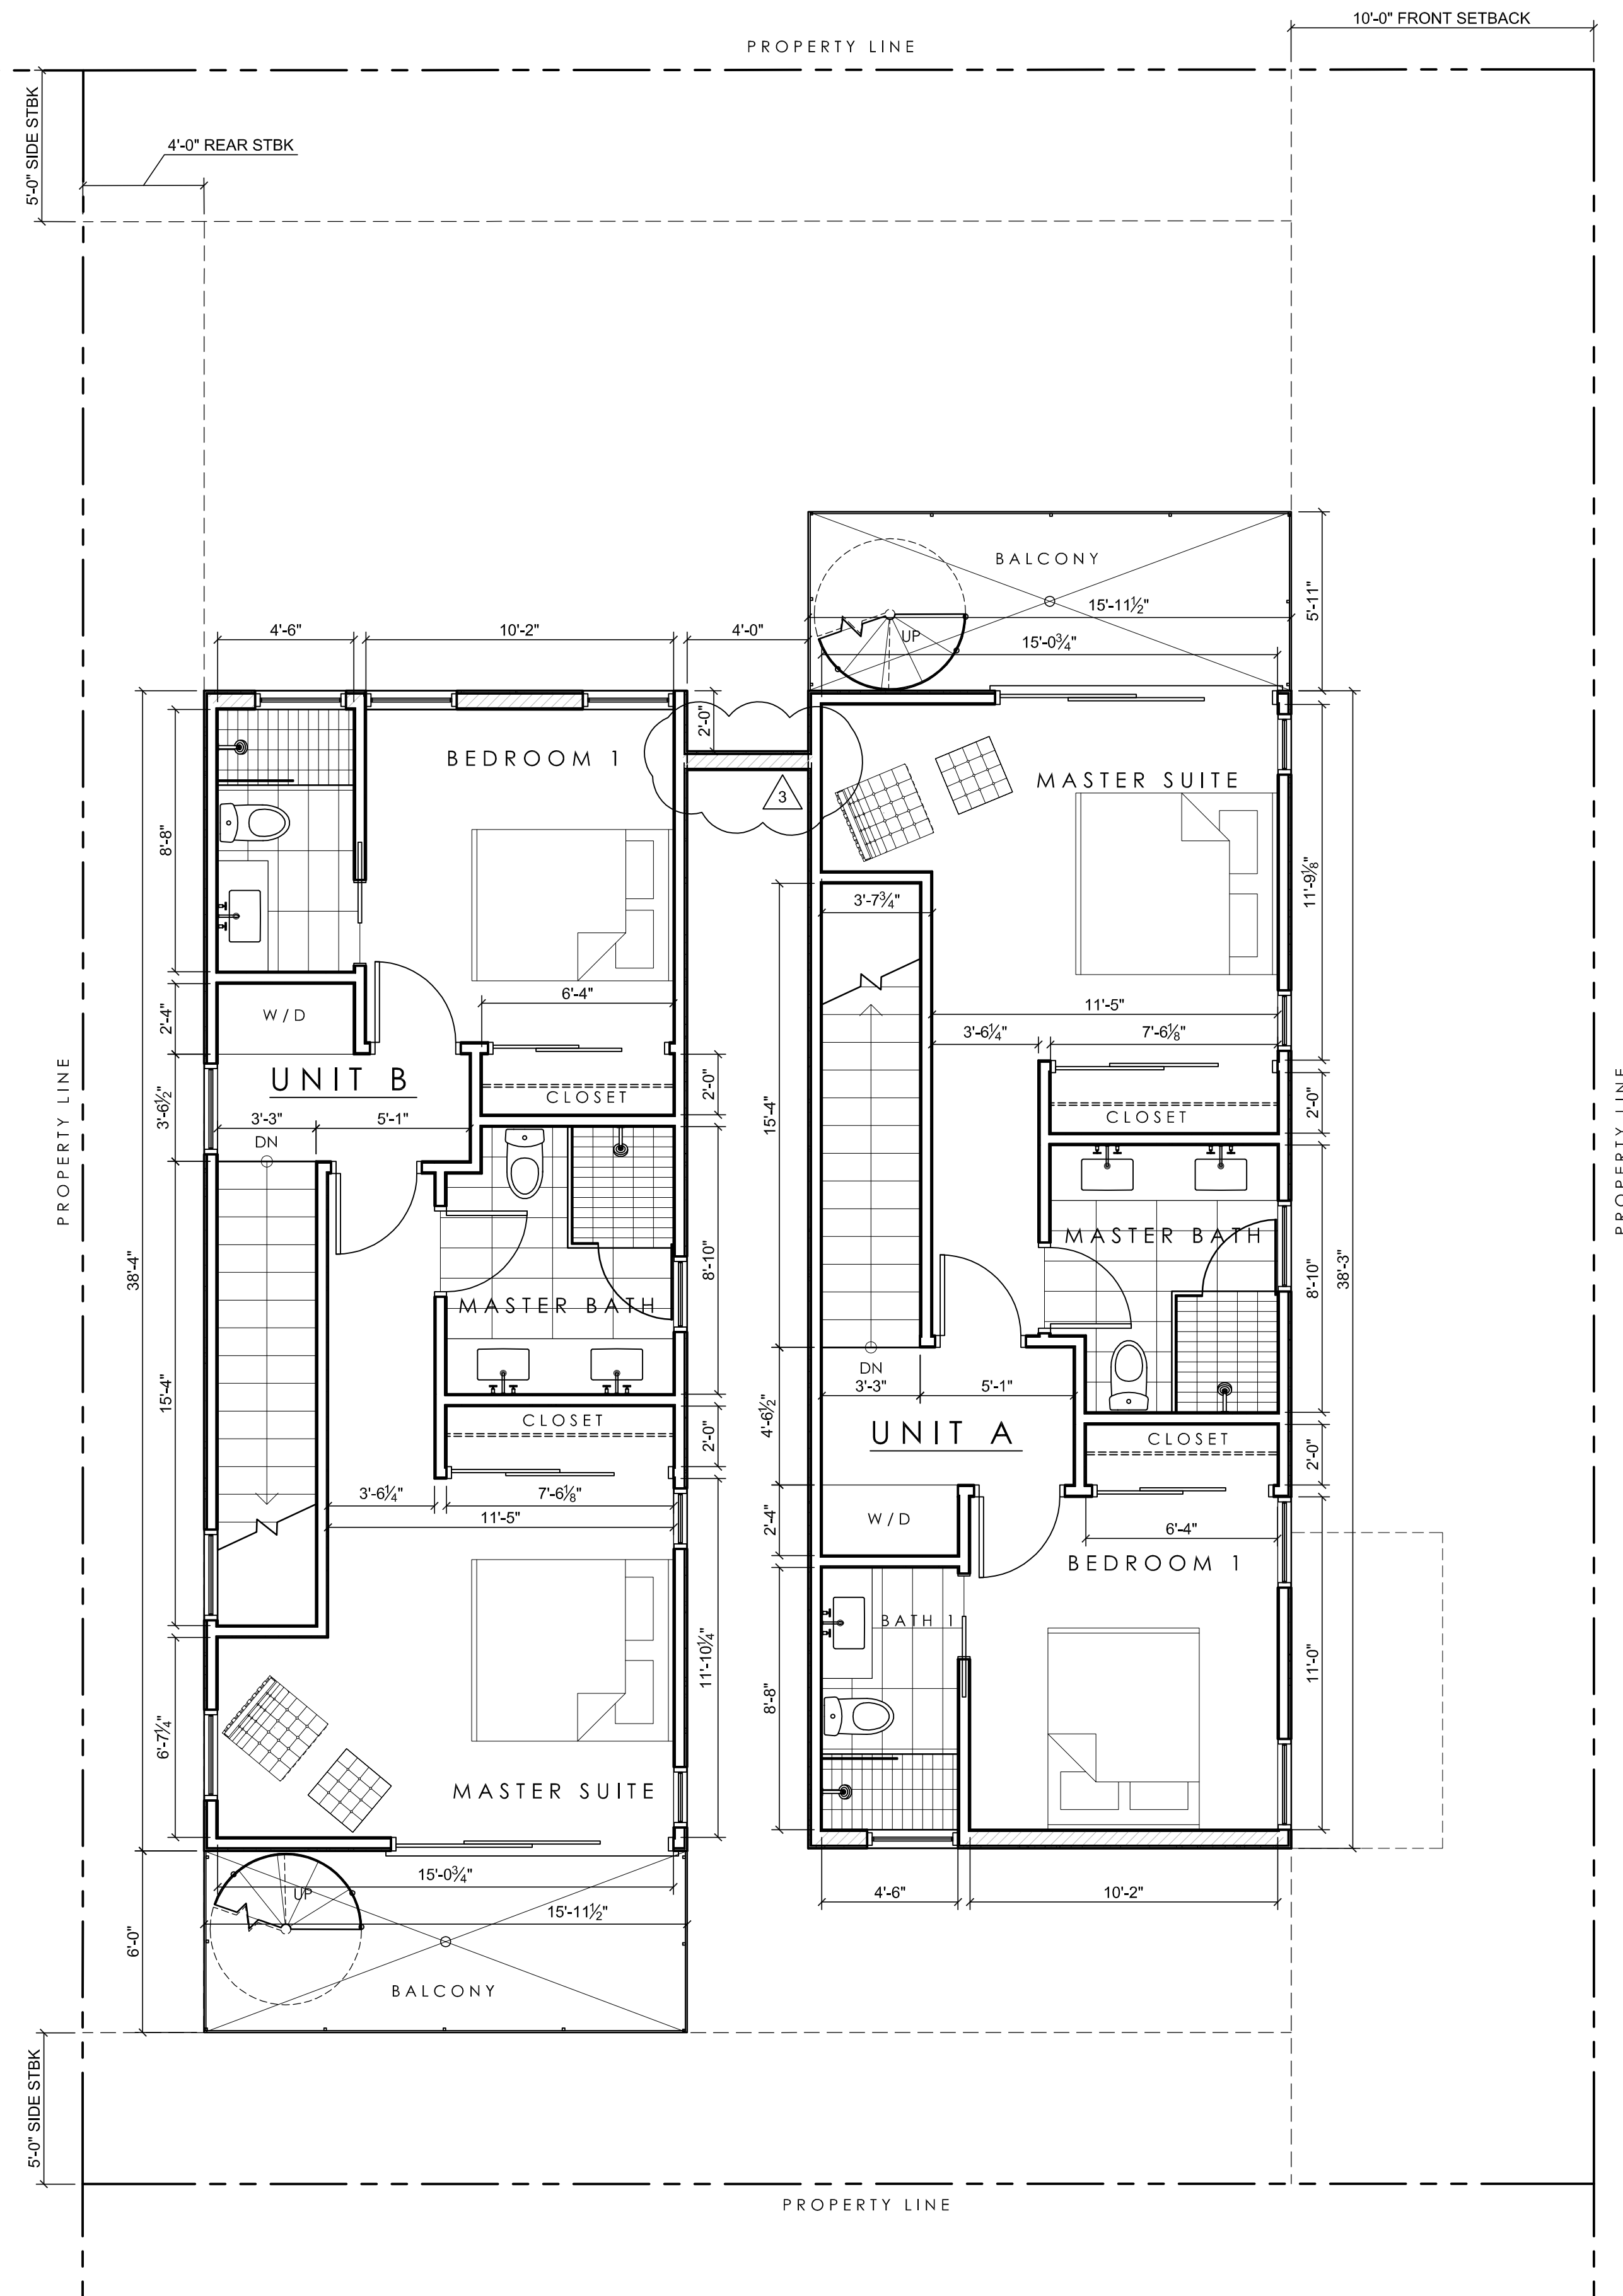 10'-0" FRONT SETBACK
PROPERTY LINE
5'-0" SIDE STBK
4'-0" REAR STBK
BALCONY
5'-11"
15'-11½"
UP
15'-0¾"
4'-6"
10'-2"
4'-0"
2'-0"
BEDROOM 1
MASTER SUITE
3
8'-8"
11'-9⅛"
3'-7¾"
6'-4"
11'-5"
W/D
2'-4"
3'-6¼"
7'-6⅛"
UNIT B
CLOSET
2'-0"
CLOSET
2'-0"
3'-6½"
3'-3"
5'-1"
DN
15'-4"
PROPERTY LINE
PROPERTY LINE
38'-4"
8'-10"
MASTER BATH
MASTER BATH
8'-10"
38'-3"
15'-4"
DN
3'-3"
5'-1"
CLOSET
2'-0"
4'-6½"
UNIT A
CLOSET
2'-0"
3'-6¼"
7'-6⅛"
11'-5"
2'-4"
W/D
6'-4"
BEDROOM 1
BATH 1
11'-10¼"
8'-8"
11'-0"
6'-7¼"
MASTER SUITE
15'-0¾"
UP
15'-11½"
4'-6"
10'-2"
6'-0"
BALCONY
5'-0" SIDE STBK
PROPERTY LINE